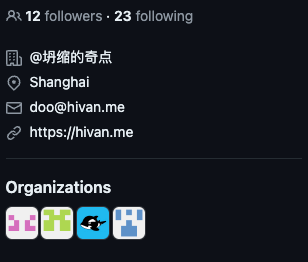 12 followers · 23 following
@坍缩的奇点
Shanghai
doo@hivan.me
https://hivan.me
Organizations